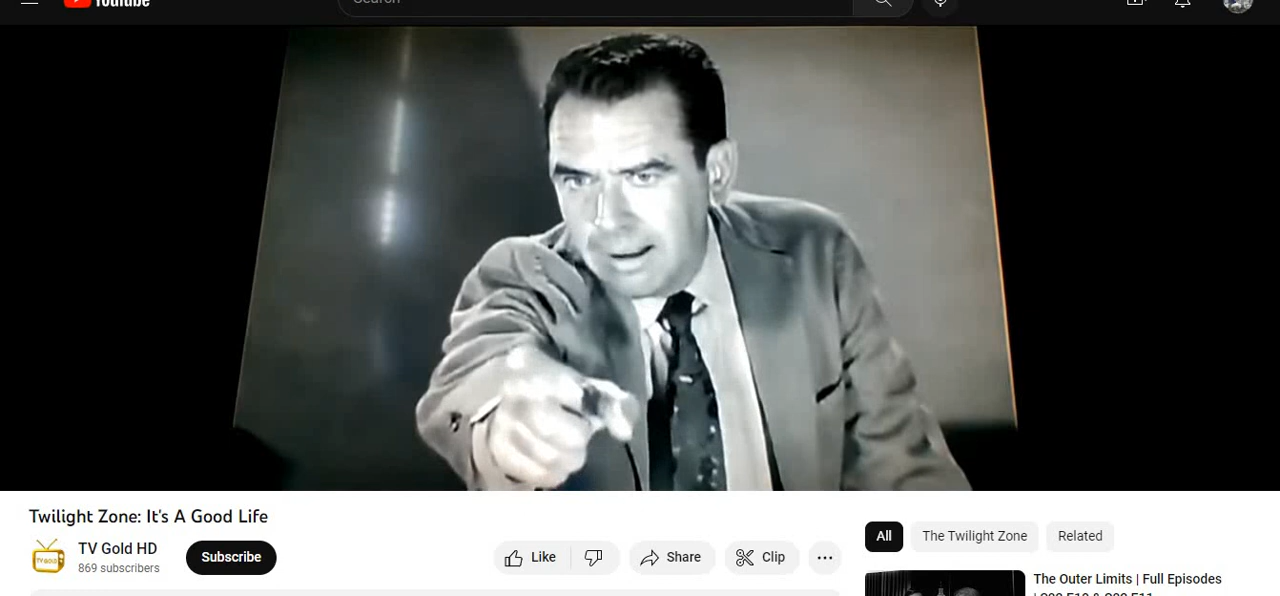 YouTube
Search
Twilight Zone: It's A Good Life
TV Gold HD
869 subscribers
Subscribe
Like
Share
Clip
All
The Twilight Zone
Related
The Outer Limits | Full Episodes